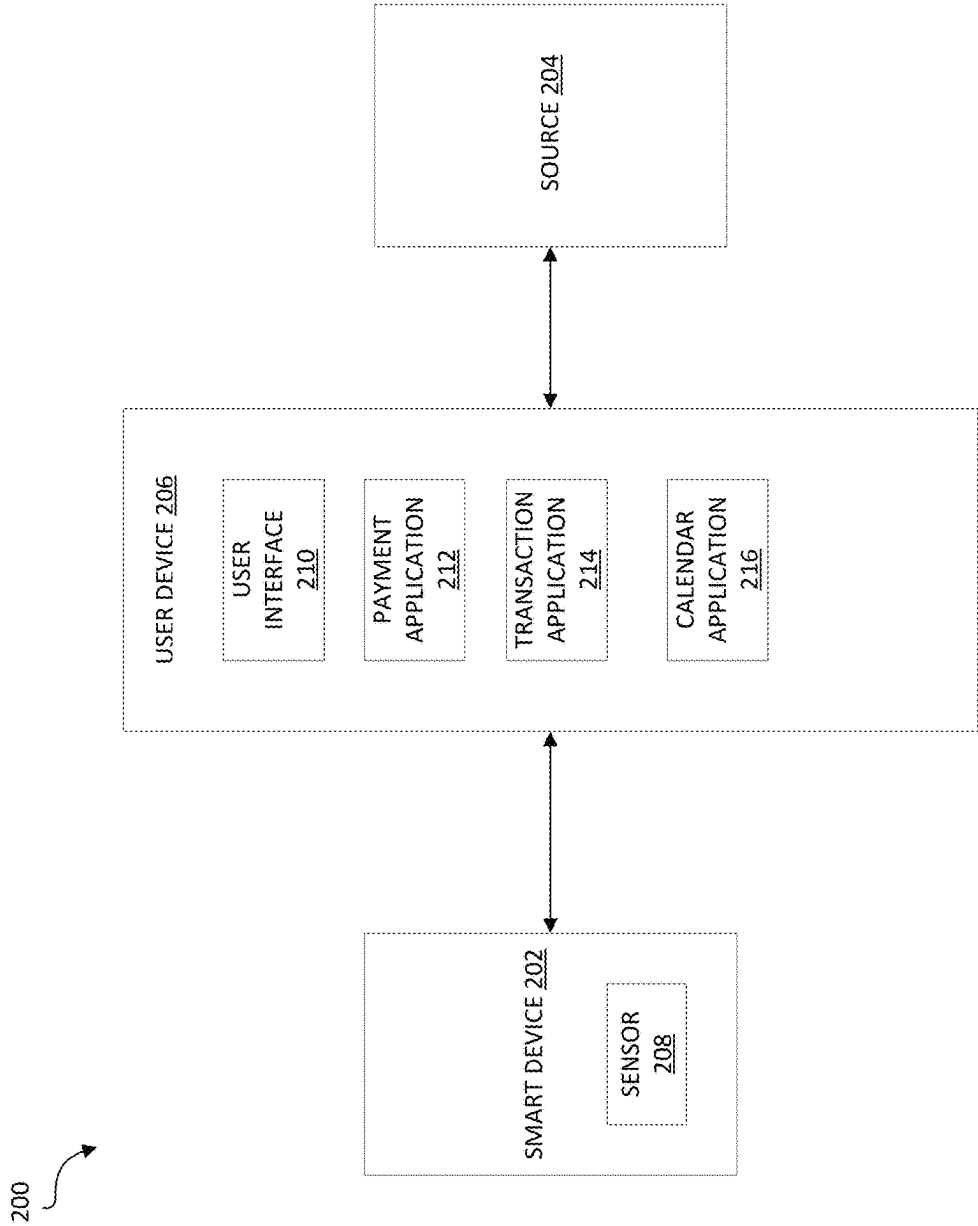 200
SMART DEVICE 202
SENSOR
208
USER DEVICE 206
USER
INTERFACE
210
PAYMENT
APPLICATION
212
TRANSACTION
APPLICATION
214
CALENDAR
APPLICATION
216
SOURCE 204